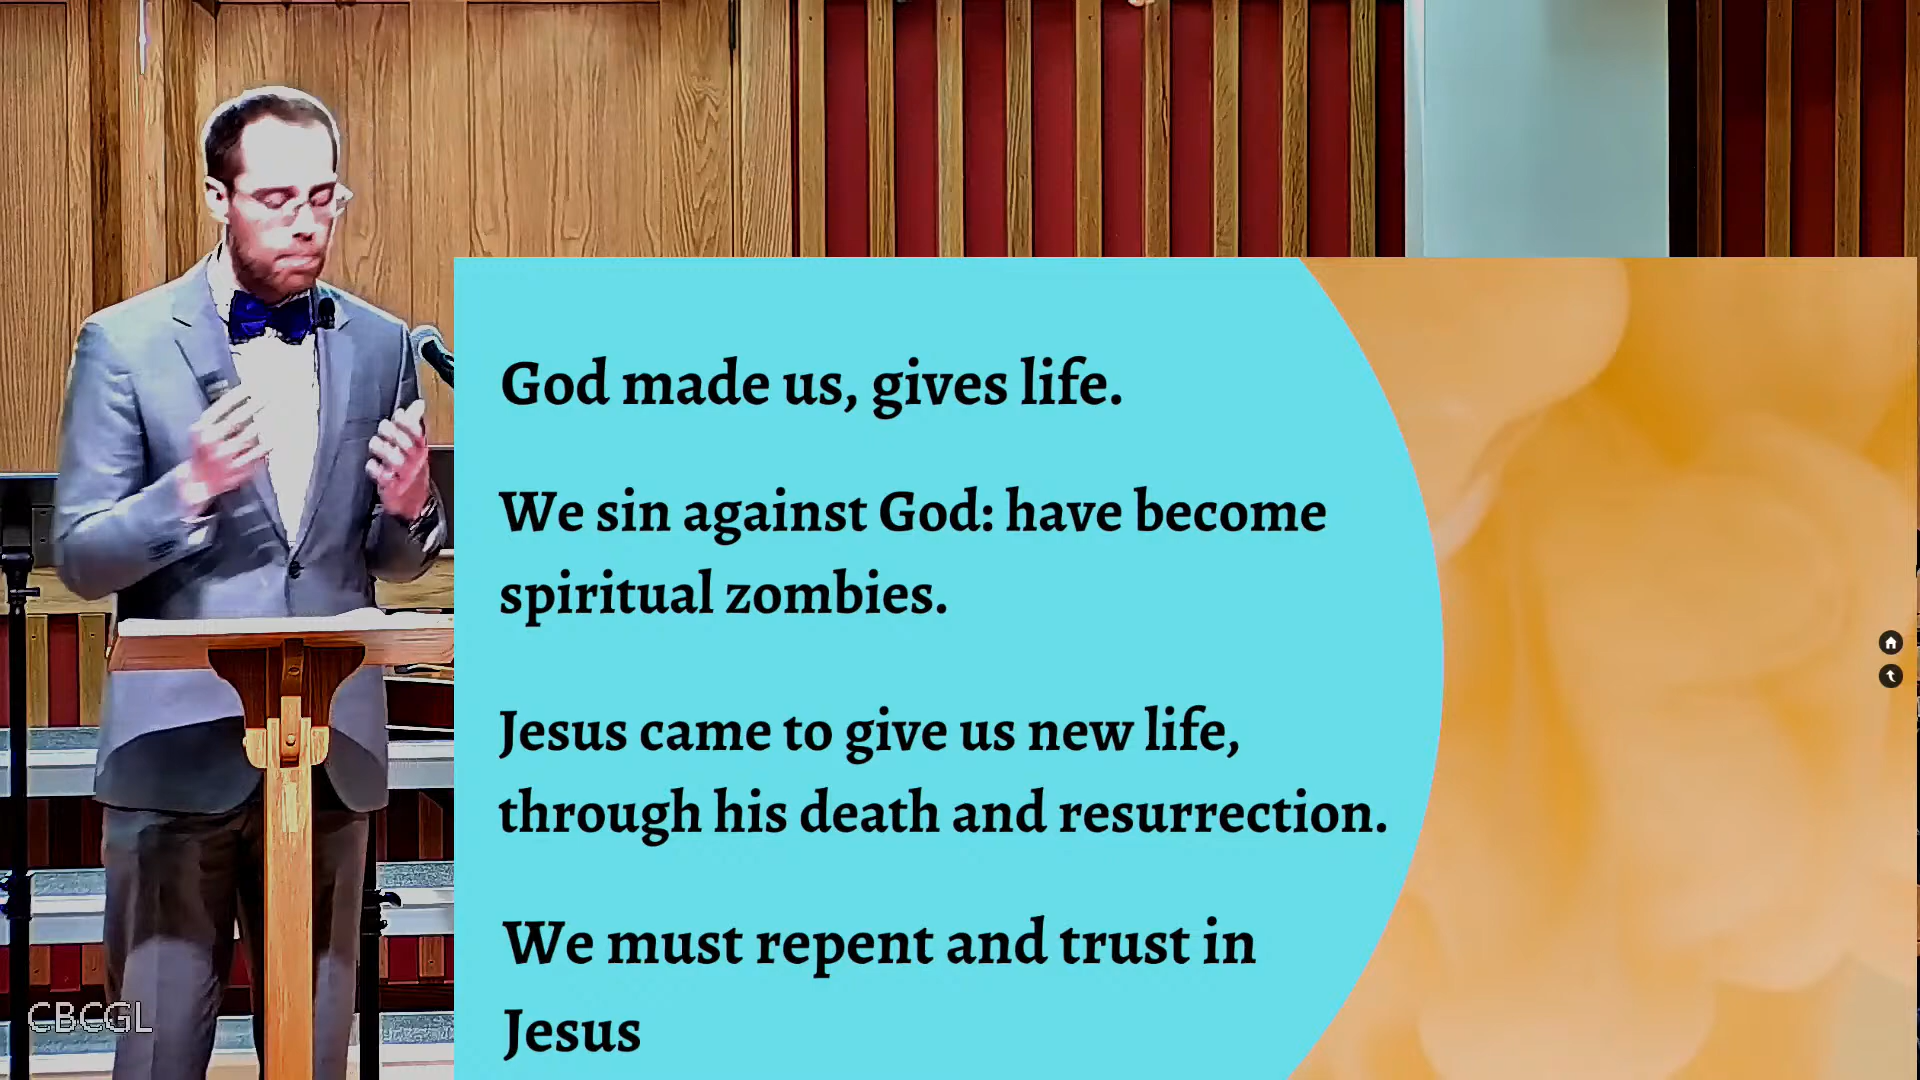 God made us, gives life.
We sin against God: have become
spiritual zombies.
Jesus came to give us new life,
through his death and resurrection.
We must repent and trust in
Jesus
CBCGL